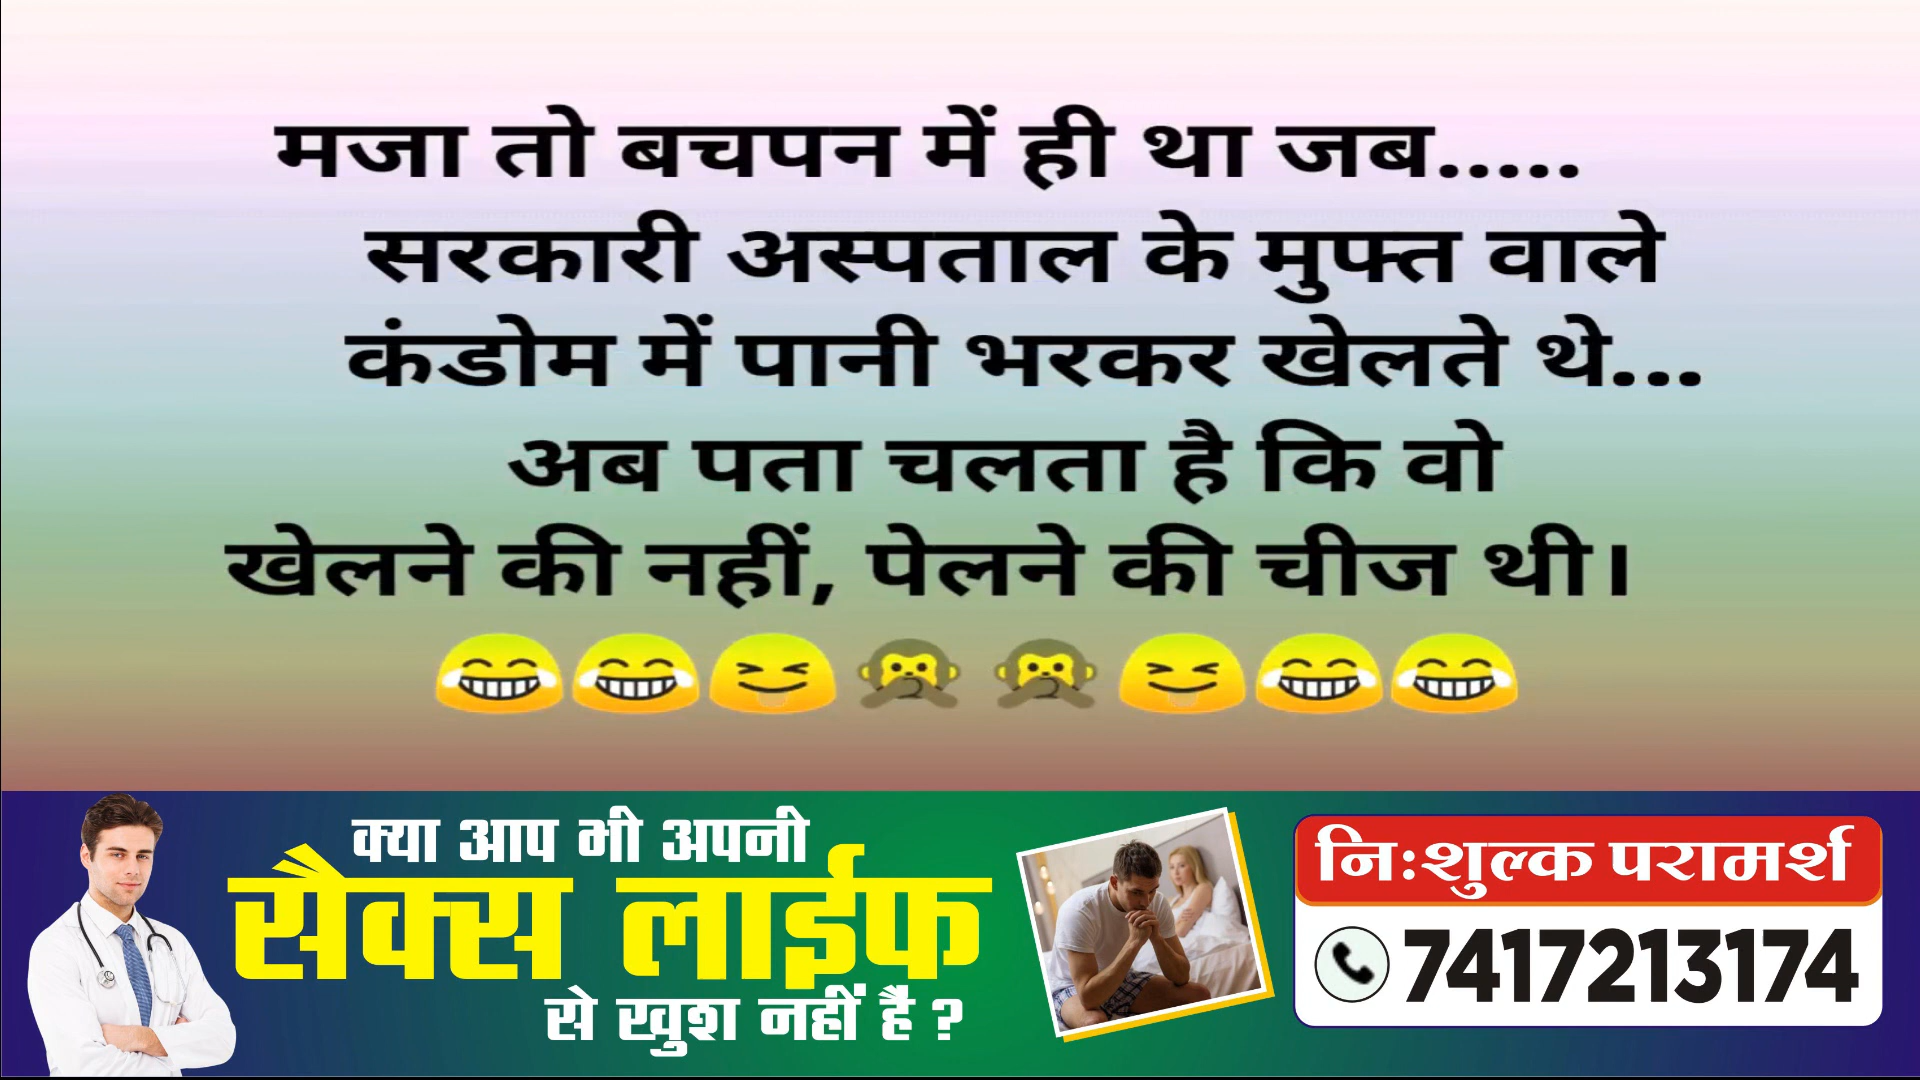 मजा तो बचपन में ही था जब.....
सरकारी अस्पताल के मुफ्त वाले
कंडोम में पानी भरकर खेलते थे...
अब पता चलता है कि वो
खेलने की नहीं, पेलने की चीज थी।
😂😂😝🙊🙊😝😂😂
क्या आप भी अपनी
सैक्स लाईफ
से खुश नहीं हैं ?
निःशुल्क परामर्श
7417213174